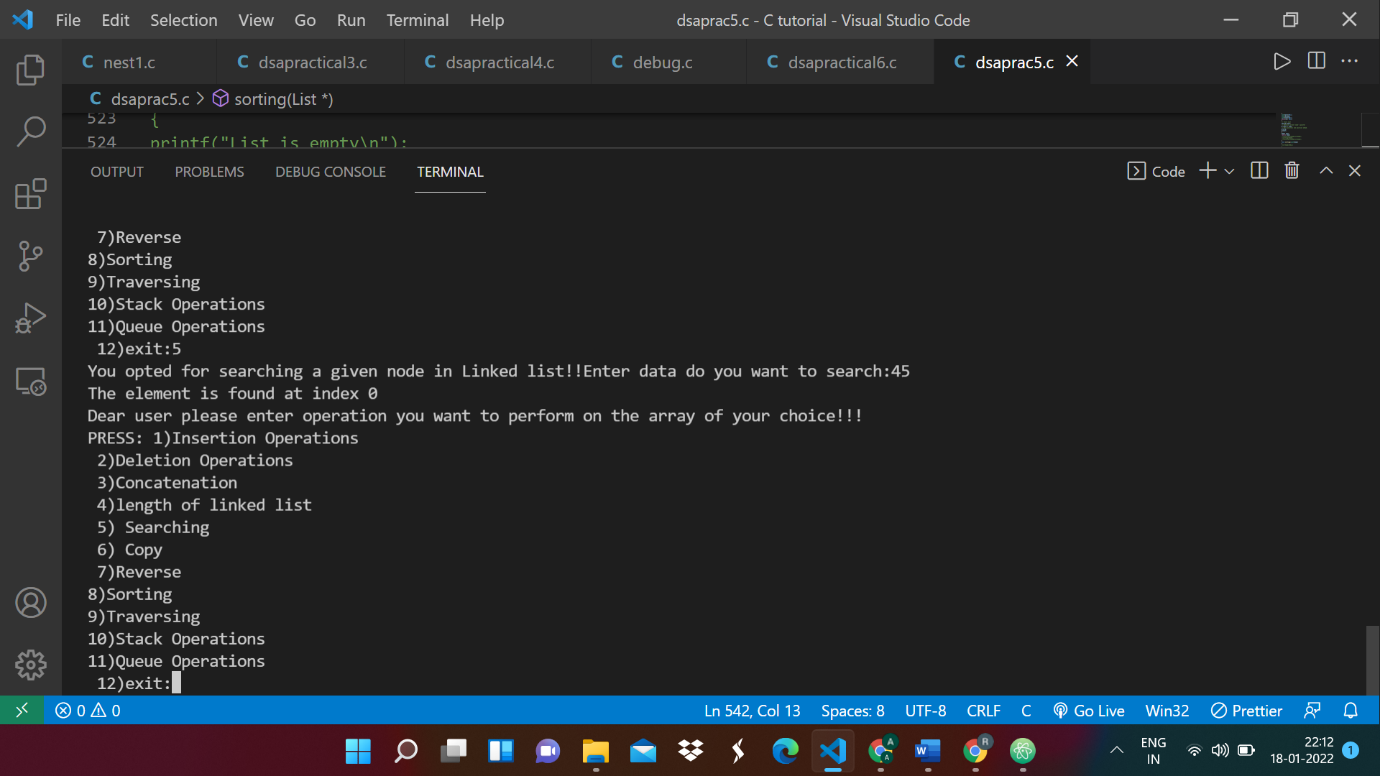 File Edit Selection View Go Run Terminal Help dsaprac5.c - C tutorial - Visual Studio Code
C nest1.c C dsapractical3.c C dsapractical4.c C debug.c C dsapractical6.c C dsaprac5.c
C dsaprac5.c > sorting(List *)
523 {
524 printf("List is empty\n");
OUTPUT PROBLEMS DEBUG CONSOLE TERMINAL Code
7)Reverse
8)Sorting
9)Traversing
10)Stack Operations
11)Queue Operations
12)exit:5
You opted for searching a given node in Linked list!!Enter data do you want to search:45
The element is found at index 0
Dear user please enter operation you want to perform on the array of your choice!!!
PRESS: 1)Insertion Operations
2)Deletion Operations
3)Concatenation
4)length of linked list
5) Searching
6) Copy
7)Reverse
8)Sorting
9)Traversing
10)Stack Operations
11)Queue Operations
12)exit:
0 0 Ln 542, Col 13 Spaces: 8 UTF-8 CRLF C Go Live Win32 Prettier
A R W ENG 22:12
IN 18-01-2022 1